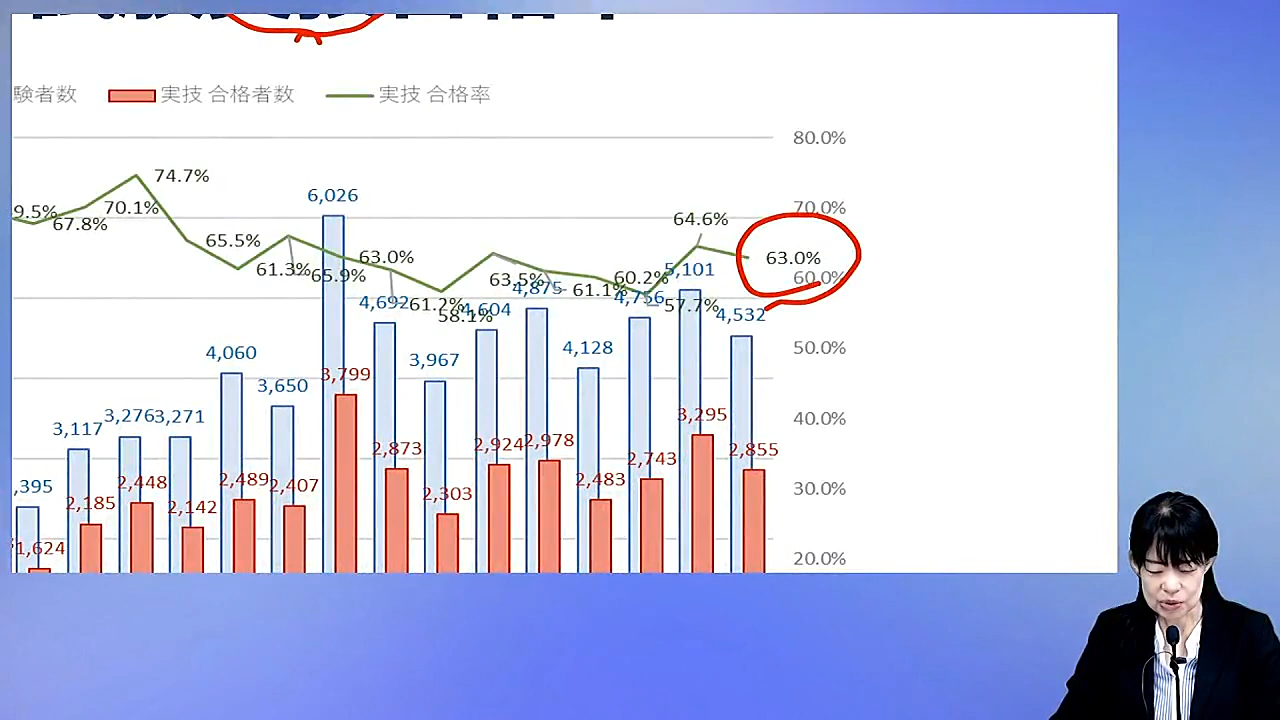 験者数 実技 合格者数 実技 合格率
80.0%
74.7%
6,026
9.5% 67.8% 70.1% 70.0%
64.6%
65.5% 61.3% 65.9% 63.0% 63.0%
63.5% 61.1% 60.2% 5,101 60.0%
4,692 61.2% 58.1% 4,604 4,875 4,756 57.7% 4,532
4,060 3,967 4,128 50.0%
3,650 3,799
3,117 3,276 3,271 3,295 40.0%
2,873 2,924 2,978 2,743 2,855
,395 2,185 2,448 2,142 2,489 2,407 2,303 2,483 30.0%
1,624 20.0%